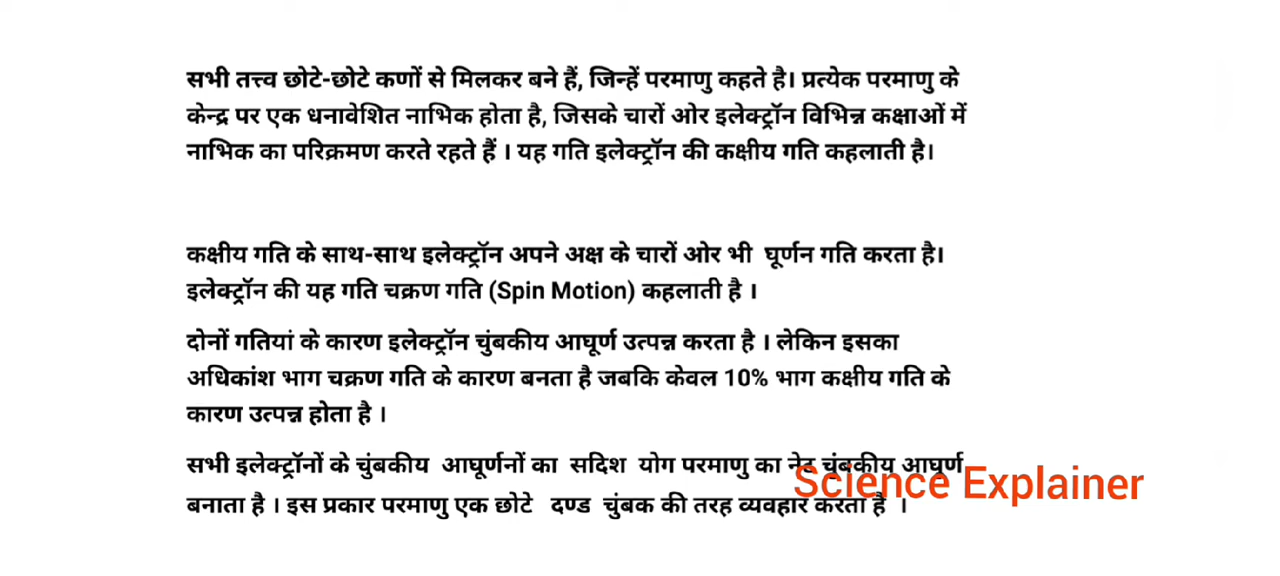 सभी तत्त्व छोटे-छोटे कणों से मिलकर बने हैं, जिन्हें परमाणु कहते है। प्रत्येक परमाणु के
केन्द्र पर एक धनावेशित नाभिक होता है, जिसके चारों ओर इलेक्ट्रॉन विभिन्न कक्षाओं में
नाभिक का परिक्रमण करते रहते हैं । यह गति इलेक्ट्रॉन की कक्षीय गति कहलाती है।
कक्षीय गति के साथ-साथ इलेक्ट्रॉन अपने अक्ष के चारों ओर भी घूर्णन गति करता है।
इलेक्ट्रॉन की यह गति चक्रण गति (Spin Motion) कहलाती है ।
दोनों गतियां के कारण इलेक्ट्रॉन चुंबकीय आघूर्ण उत्पन्न करता है । लेकिन इसका
अधिकांश भाग चक्रण गति के कारण बनता है जबकि केवल 10% भाग कक्षीय गति के
कारण उत्पन्न होता है ।
सभी इलेक्ट्रॉनों के चुंबकीय आघूर्णनों का सदिश योग परमाणु का नेट चुंबकीय आघूर्ण
बनाता है । इस प्रकार परमाणु एक छोटे दण्ड चुंबक की तरह व्यवहार करता है ।
Science Explainer